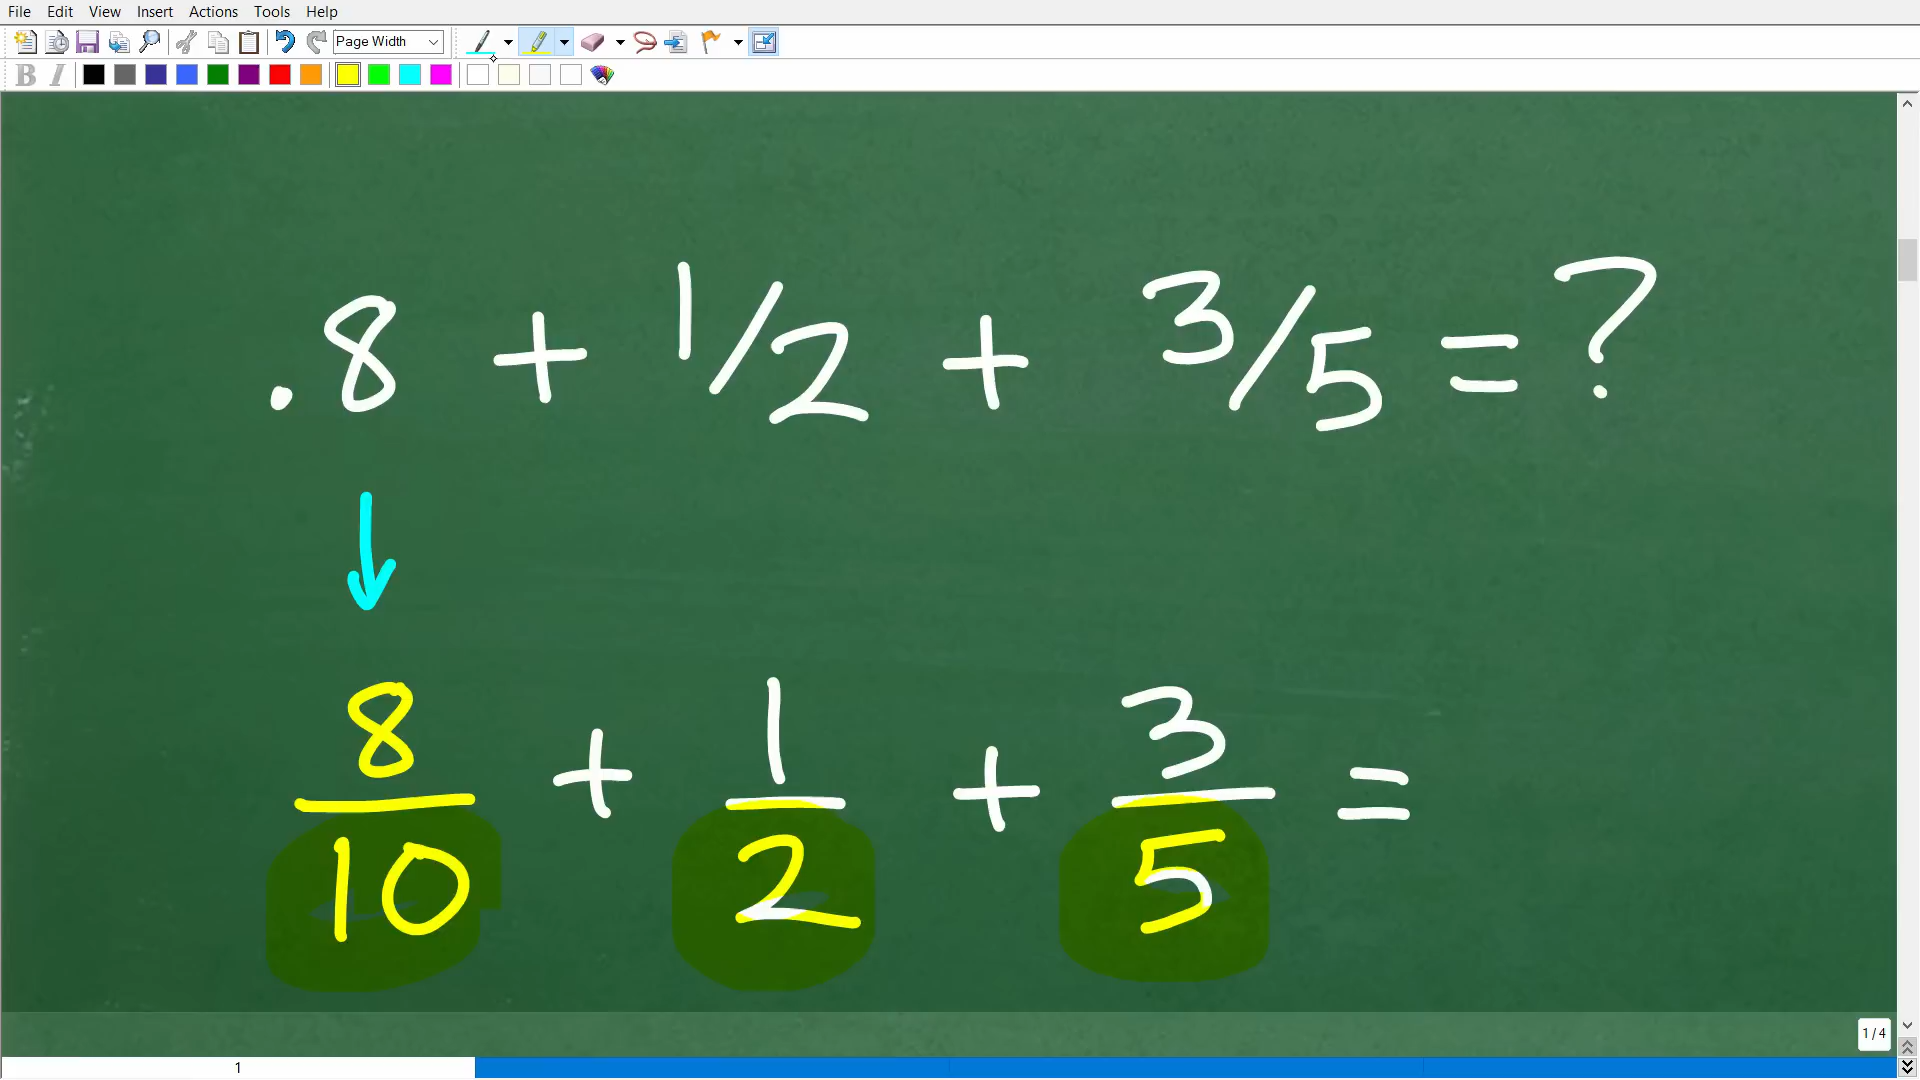 File Edit View Insert Actions Tools Help
Page Width
B I
.8 + 1/2 + 3/5 = ?
8/10 + 1/2 + 3/5 =
1/4
1